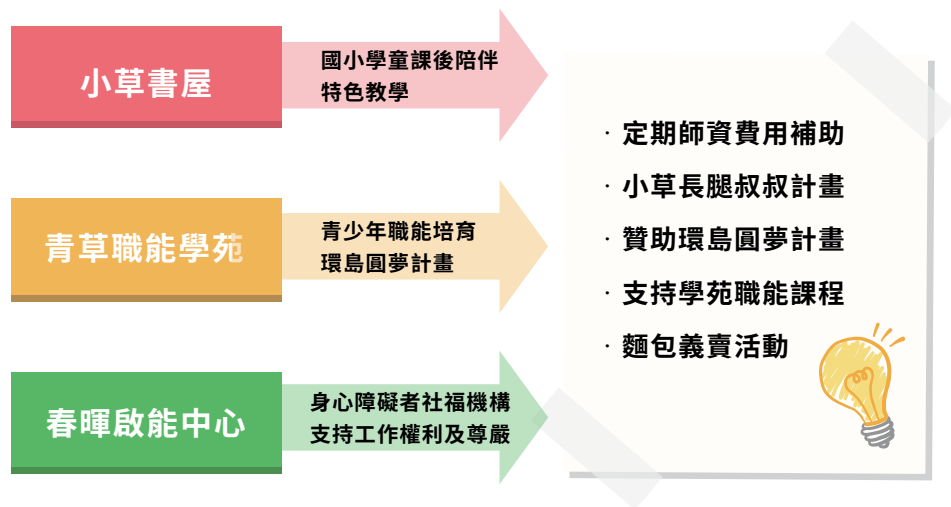 小草書屋
國小學童課後陪伴
特色教學
青草職能學苑
青少年職能培育
環島圓夢計畫
春暉啟能中心
身心障礙者社福機構
支持工作權利及尊嚴
· 定期師資費用補助
· 小草長腿叔叔計畫
· 贊助環島圓夢計畫
· 支持學苑職能課程
· 麵包義賣活動